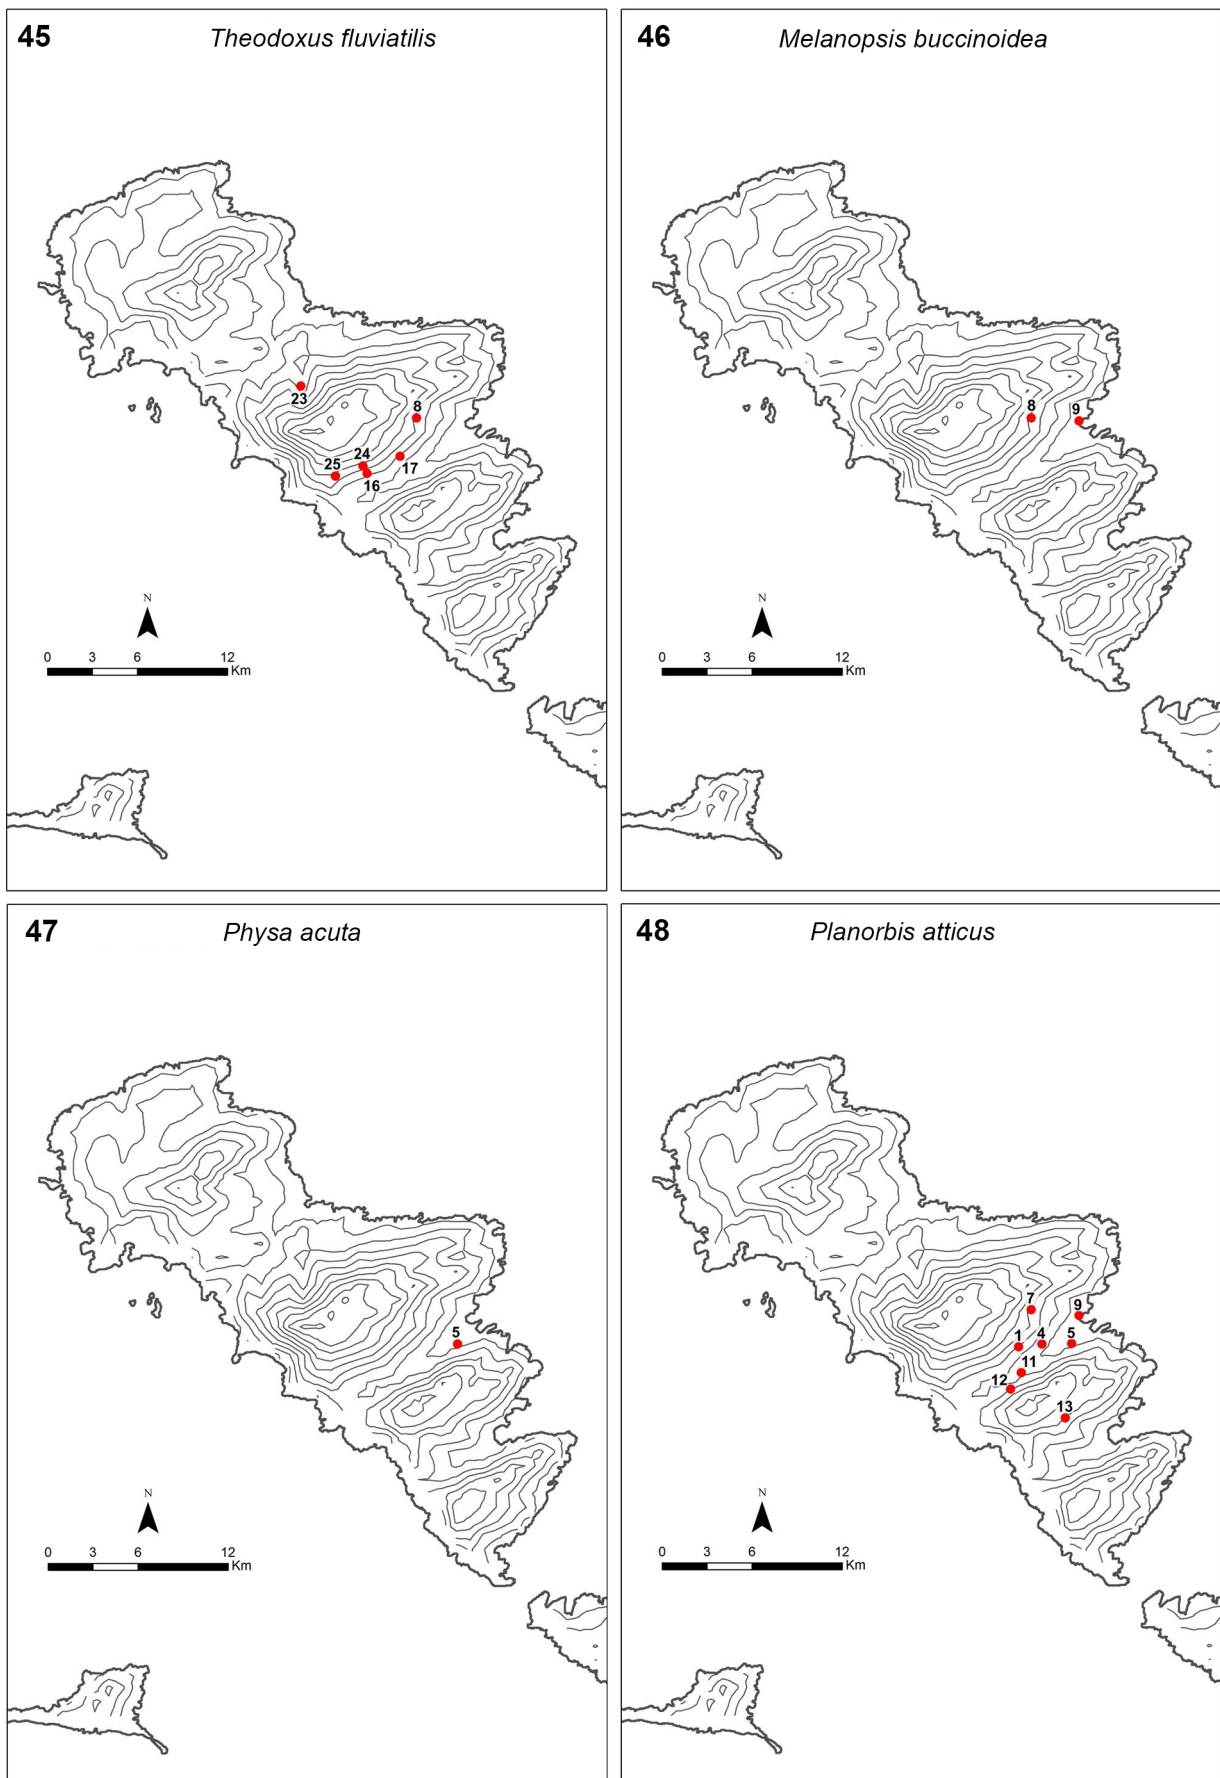 45 Theodoxus fluviatilis
23
8
24
25
17
16
N
0 3 6 12
Km
46 Melanopsis buccinoidea
8
9
N
0 3 6 12
Km
47 Physa acuta
5
N
0 3 6 12
Km
48 Planorbis atticus
7
9
1 4 5
11
12
13
N
0 3 6 12
Km